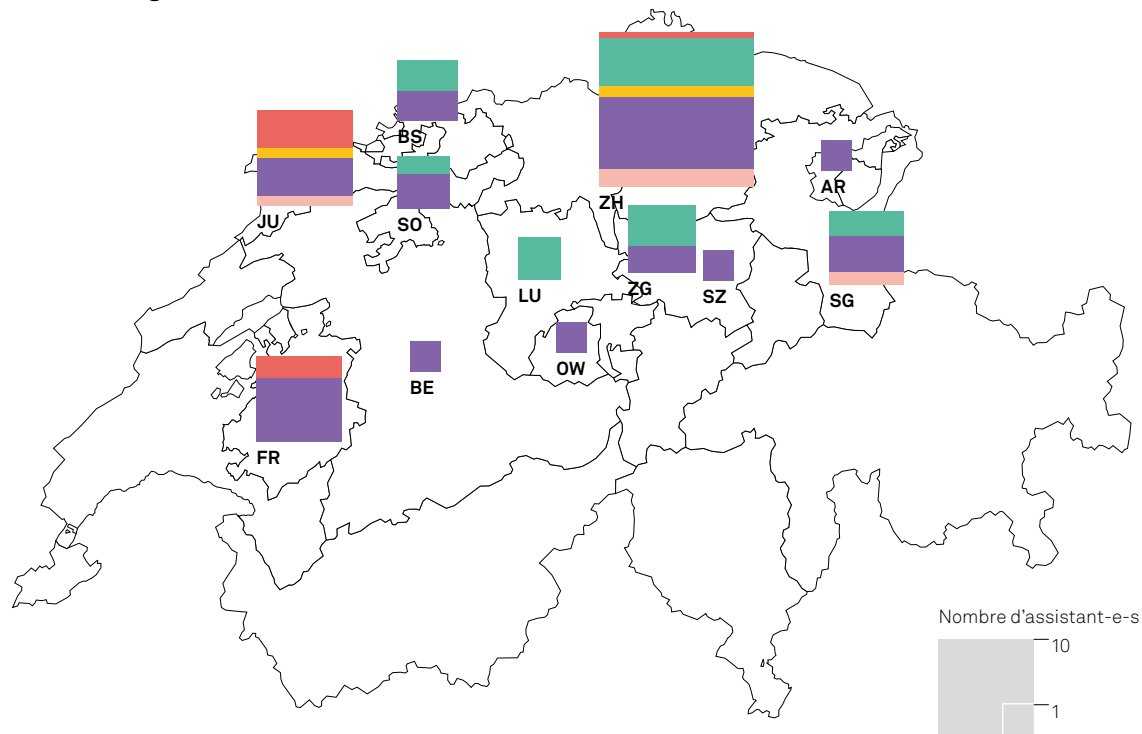 BS
AR
ZH
JU
SO
LU
ZG
SZ
SG
OW
BE
FR
Nombre d'assistant-e-s
10
1